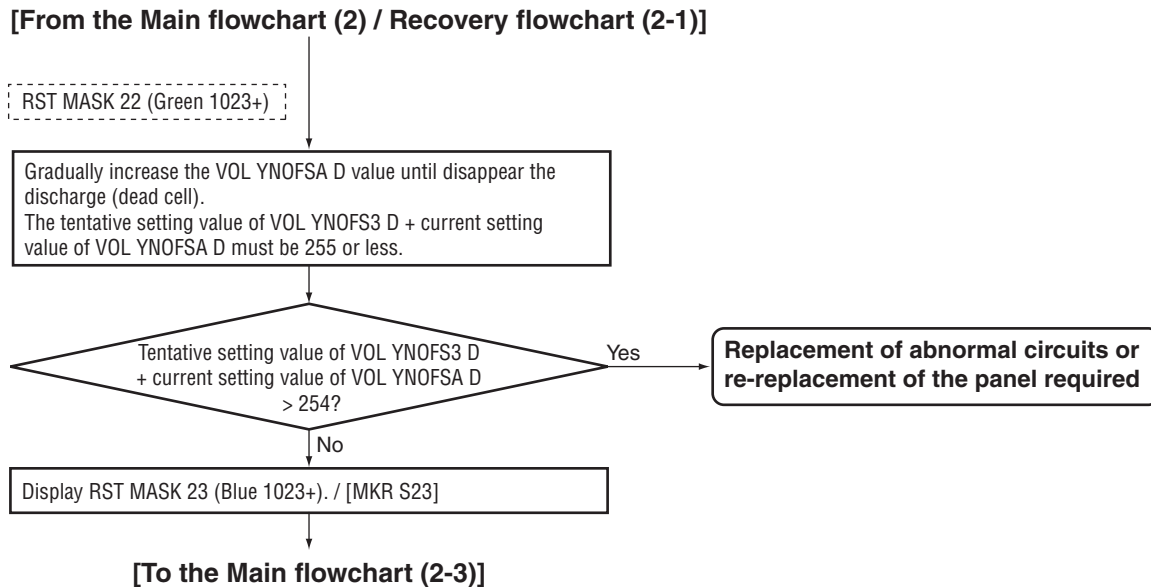 [From the Main flowchart (2) / Recovery flowchart (2-1)]
RST MASK 22 (Green 1023+)
Gradually increase the VOL YNOFSA D value until disappear the
discharge (dead cell).
The tentative setting value of VOL YNOFS3 D + current setting
value of VOL YNOFSA D must be 255 or less.
Tentative setting value of VOL YNOFS3 D
+ current setting value of VOL YNOFSA D
> 254?
Yes
Replacement of abnormal circuits or
re-replacement of the panel required
No
Display RST MASK 23 (Blue 1023+). / [MKR S23]
[To the Main flowchart (2-3)]